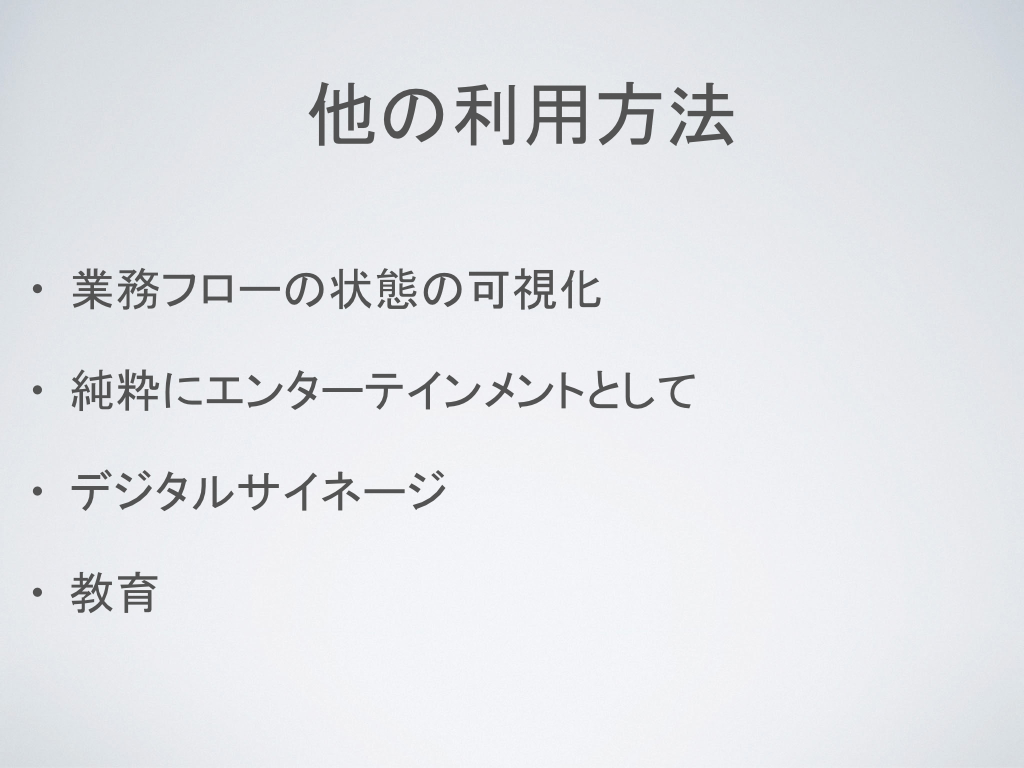 他の利用方法
・ 業務フローの状態の可視化
・ 純粋にエンターテインメントとして
・ デジタルサイネージ
・ 教育